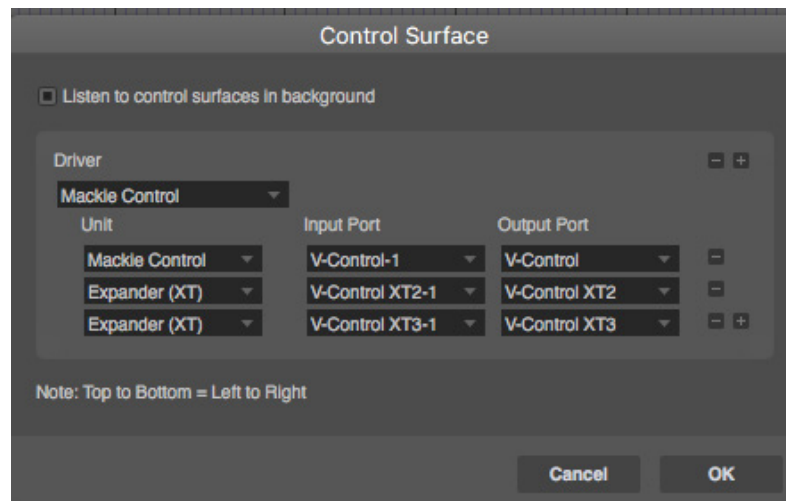 Control Surface
Listen to control surfaces in background
Driver
Mackie Control
Unit Input Port Output Port
Mackie Control V-Control-1 V-Control
Expander (XT) V-Control XT2-1 V-Control XT2
Expander (XT) V-Control XT3-1 V-Control XT3
Note: Top to Bottom = Left to Right
Cancel OK